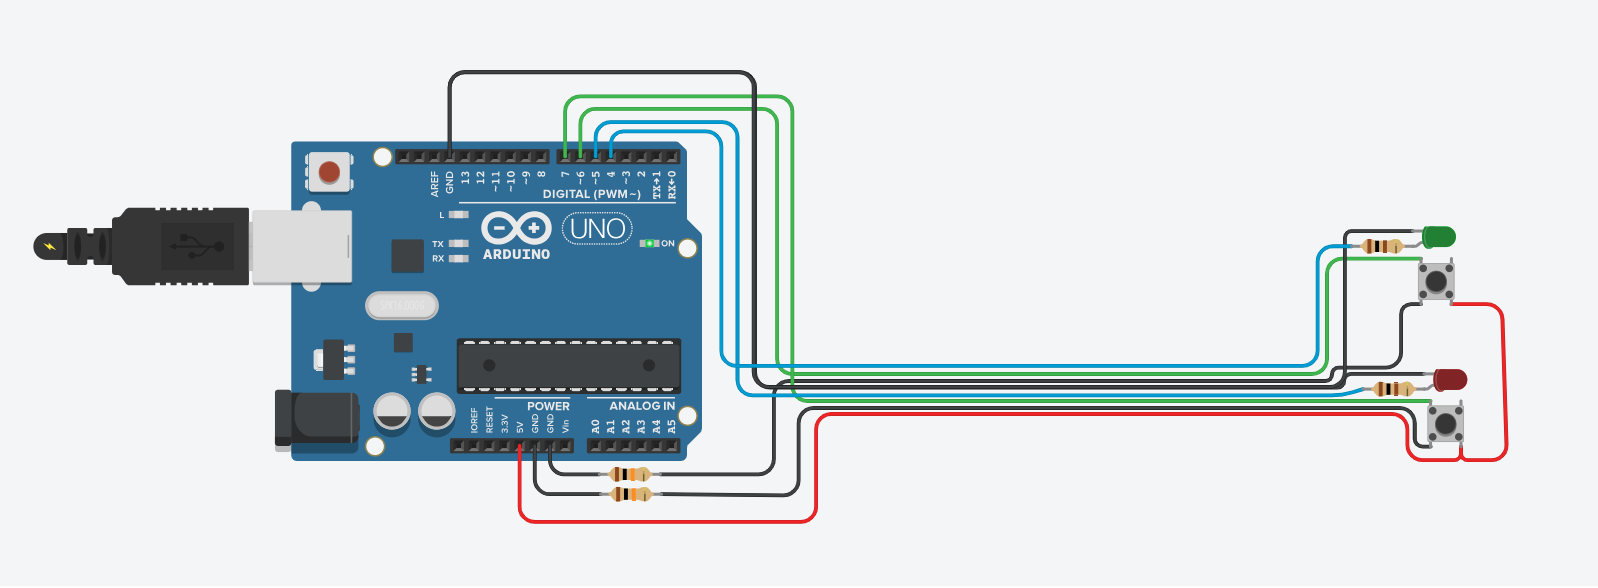 AREF
GND
13
12
~11
~10
~9
8
7
~6
~5
4
~3
2
TX→1
RX←0
DIGITAL (PWM~)
L
TX
RX
UNO
ARDUINO
ON
POWER
ANALOG IN
IOREF
RESET
3.3V
5V
GND
GND
Vin
A0
A1
A2
A3
A4
A5